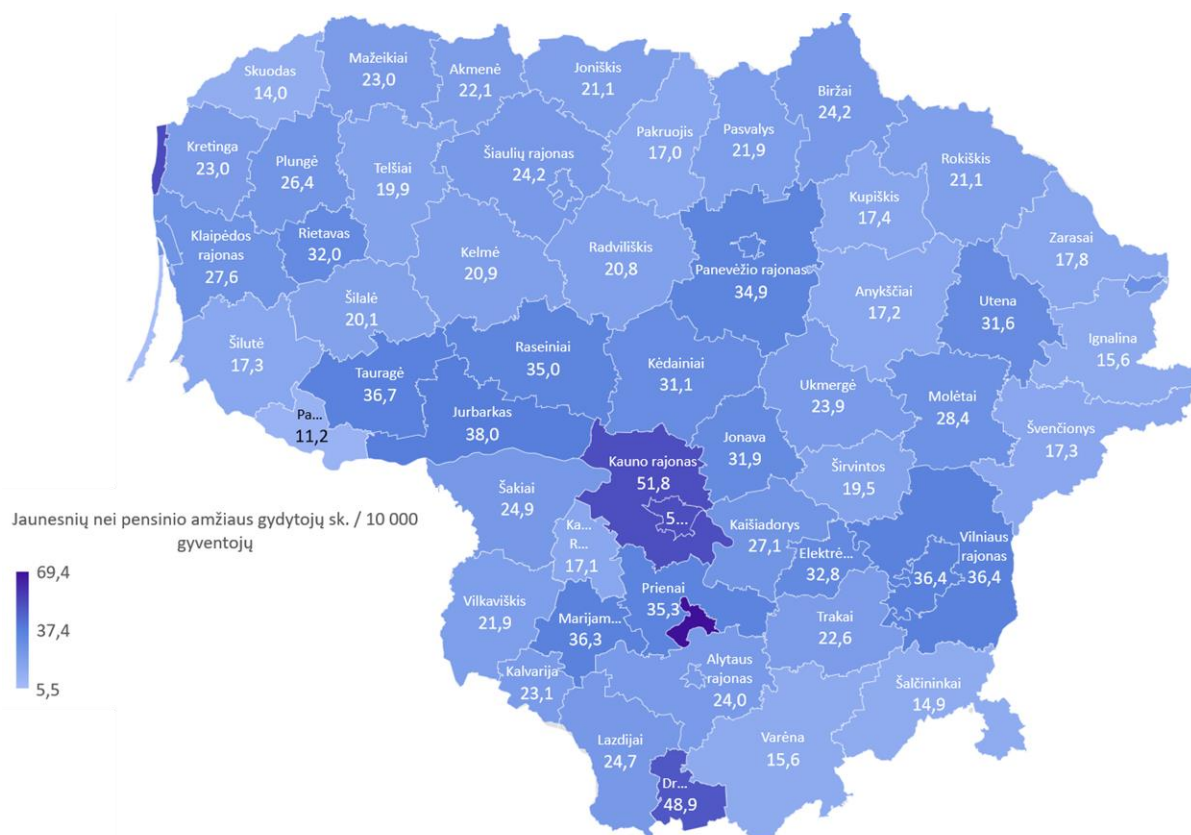 Skuodas
14,0
Mažeikiai
23,0
Akmenė
22,1
Joniškis
21,1
Biržai
24,2
Kretinga
23,0
Plungė
26,4
Telšiai
19,9
Šiaulių rajonas
24,2
Pakruojis
17,0
Pasvalys
21,9
Rokiškis
21,1
Kupiškis
17,4
Klaipėdos
rajonas
27,6
Rietavas
32,0
Kelmė
20,9
Radviliškis
20,8
Panevėžio rajonas
34,9
Zarasai
17,8
Anykščiai
17,2
Utena
31,6
Šilalė
20,1
Šilutė
17,3
Ignalina
15,6
Raseiniai
35,0
Kėdainiai
31,1
Tauragė
36,7
Ukmergė
23,9
Molėtai
28,4
Pa...
11,2
Jurbarkas
38,0
Švenčionys
17,3
Jonava
31,9
Kauno rajonas
51,8
5...
Širvintos
19,5
Šakiai
24,9
Kaišiadorys
27,1
Ka...
R...
17,1
Elektrė...
32,8
Vilniaus
rajonas
36,4
36,4
Jaunesnių nei pensinio amžiaus gydytojų sk. / 10 000
gyventojų
69,4
37,4
5,5
Prienai
35,3
Vilkaviškis
21,9
Marijam...
36,3
Trakai
22,6
Kalvarija
23,1
Alytaus
rajonas
24,0
Šalčininkai
14,9
Lazdijai
24,7
Varėna
15,6
Dr...
48,9